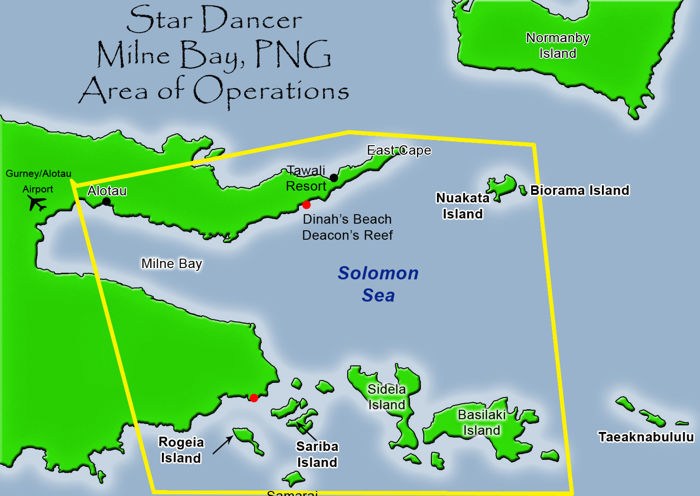 Star Dancer
Milne Bay, PNG
Area of Operations
Normanby
Island
East Cape
Gurney/Alotau
Airport
Alotau
Tawali
Resort
Nuakata
Island
Biorama Island
Dinah's Beach
Deacon's Reef
Milne Bay
Solomon
Sea
Sidela
Island
Basilaki
Island
Taeaknabululu
Rogeia
Island
Sariba
Island
Samarai